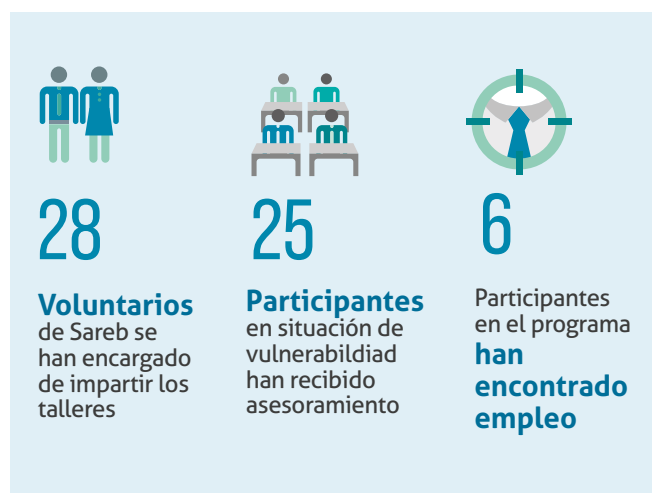 28
Voluntarios
de Sareb se
han encargado
de impartir los
talleres
25
Participantes
en situación de
vulnerabildiad
han recibido
asesoramiento
6
Participantes
en el programa
han
encontrado
empleo